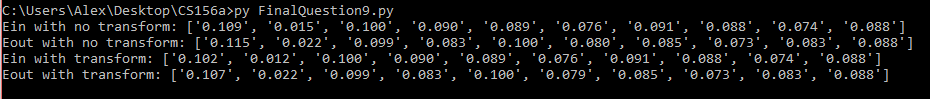 C:\Users\Alex\Desktop\CS156a>py FinalQuestion9.py
Ein with no transform: ['0.109', '0.015', '0.100', '0.090', '0.089', '0.076', '0.091', '0.088', '0.074', '0.088']
Eout with no transform: ['0.115', '0.022', '0.099', '0.083', '0.100', '0.080', '0.085', '0.073', '0.083', '0.088']
Ein with transform: ['0.102', '0.012', '0.100', '0.090', '0.089', '0.076', '0.091', '0.088', '0.074', '0.088']
Eout with transform: ['0.107', '0.022', '0.099', '0.083', '0.100', '0.079', '0.085', '0.073', '0.083', '0.088']